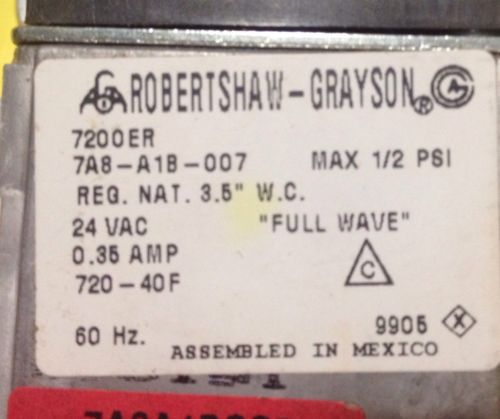 ROBERTSHAW-GRAYSON®
7200ER
7A8-A1B-007 MAX 1/2 PSI
REG. NAT. 3.5" W.C.
24 VAC "FULL WAVE"
0.35 AMP
720-40F
C
60 Hz. 9905 X
ASSEMBLED IN MEXICO